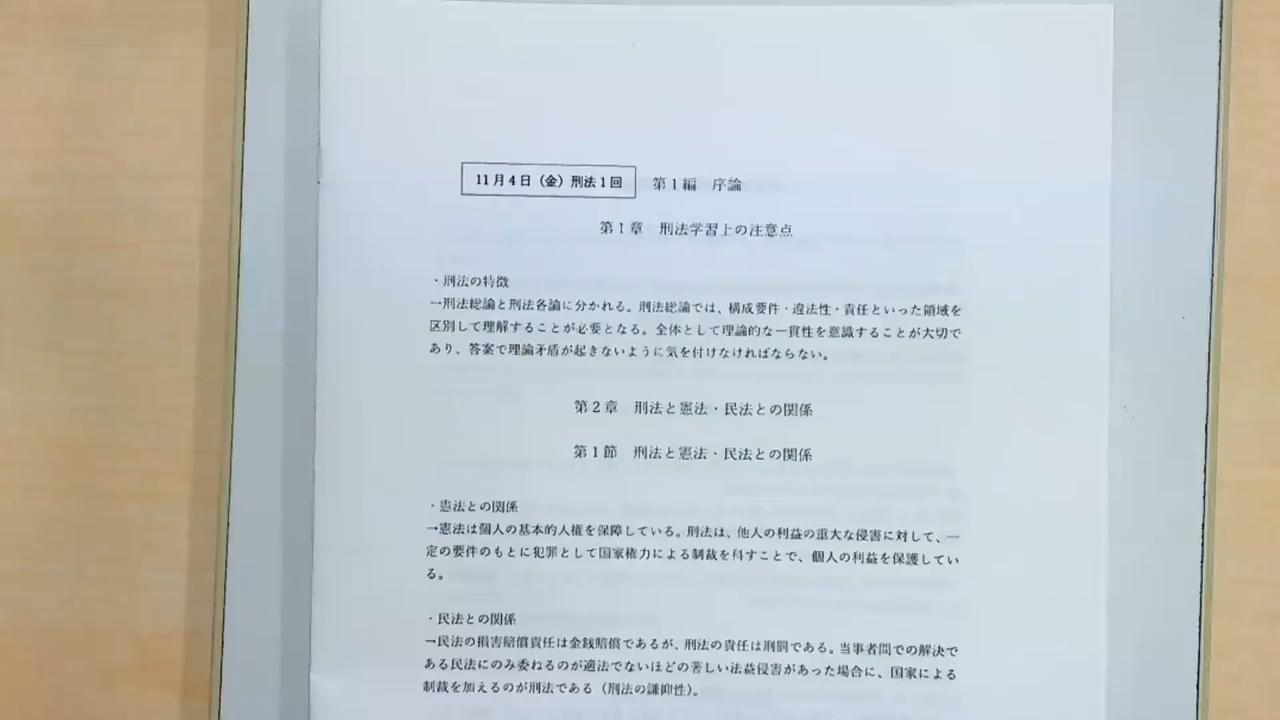 11月4日（金）刑法1回　第1編　序論
第1章　刑法学習上の注意点
・刑法の特徴
→刑法総論と刑法各論に分かれる。刑法総論では、構成要件・違法性・責任といった領域を
区別して理解することが必要となる。全体として理論的な一貫性を意識することが大切で
あり、答案で理論矛盾が起きないように気を付けなければならない。
第2章　刑法と憲法・民法との関係
第1節　刑法と憲法・民法との関係
・憲法との関係
→憲法は個人の基本的人権を保障している。刑法は、他人の利益の重大な侵害に対して、一
定の要件のもとに犯罪として国家権力による制裁を科すことで、個人の利益を保護してい
る。
・民法との関係
→民法の損害賠償責任は金銭賠償であるが、刑法の責任は刑罰である。当事者間での解決で
ある民法にのみ委ねるのが適法でないほどの著しい法益侵害があった場合に、国家による
制裁を加えるのが刑法である（刑法の謙抑性）。